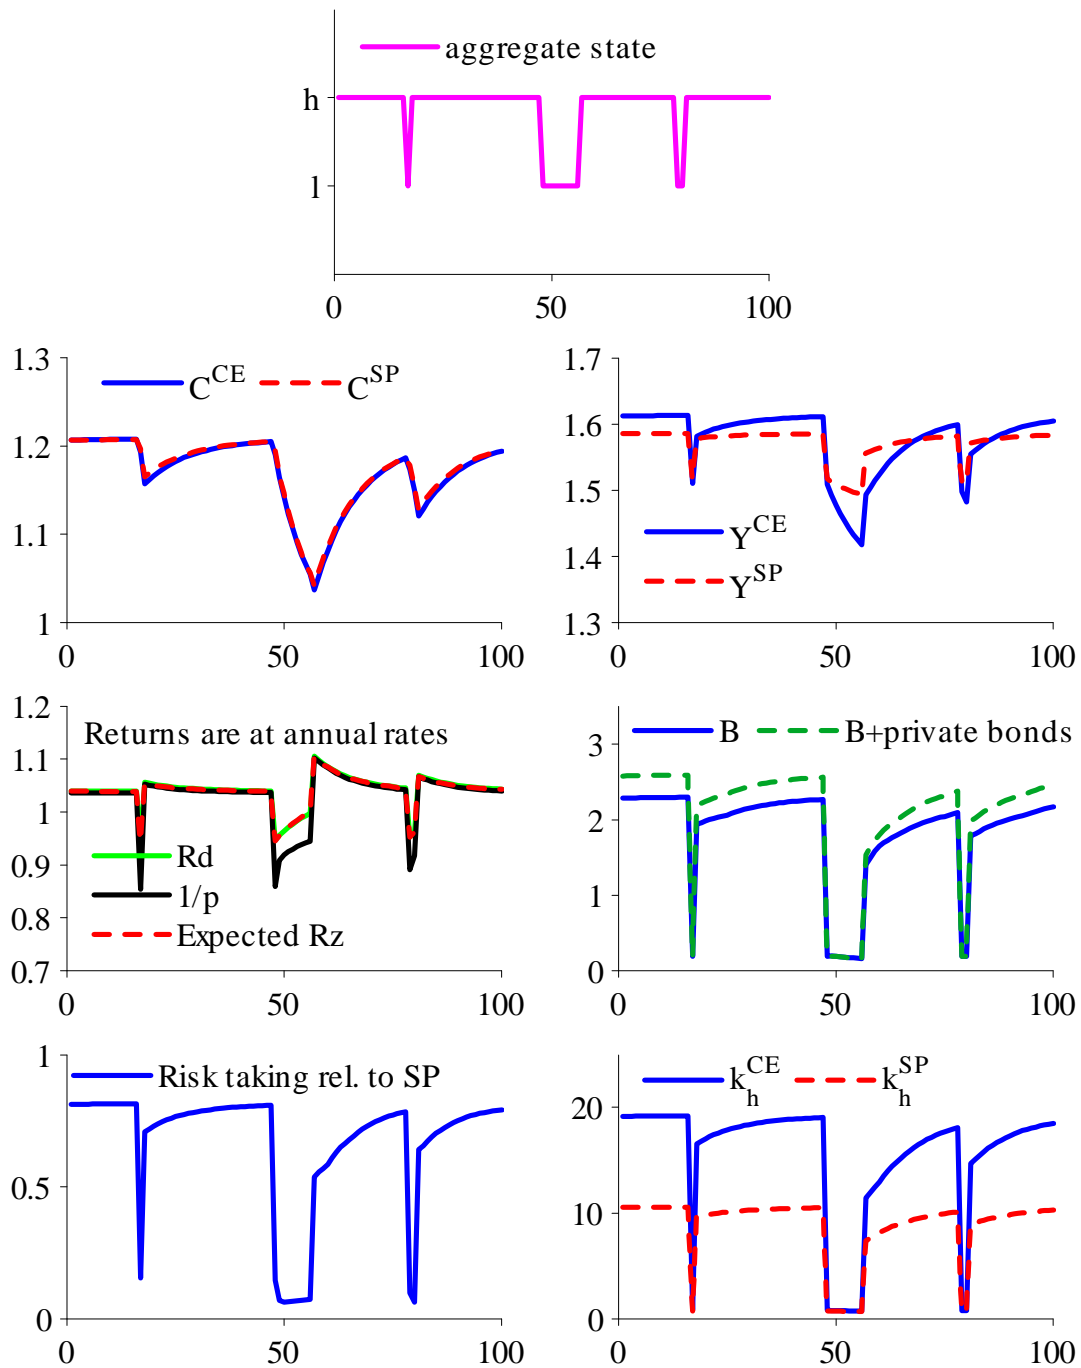 aggregate state
h
l
0 50 100
1.3
1.2
1.1
1
C^CE C^SP
0 50 100
1.7
1.6
1.5
1.4
1.3
Y^CE
Y^SP
0 50 100
1.2
1.1
1
0.9
0.8
0.7
Returns are at annual rates
Rd
1/p
Expected Rz
0 50 100
3
2
1
0
B B+private bonds
0 50 100
1
0.5
0
Risk taking rel. to SP
0 50 100
20
10
0
k_h^CE k_h^SP
0 50 100